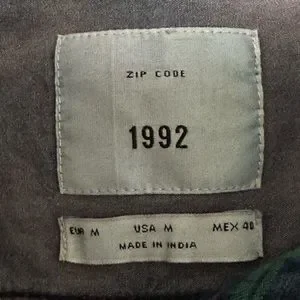 ZIP CODE
1992
EUR M USA M MEX 40
MADE IN INDIA